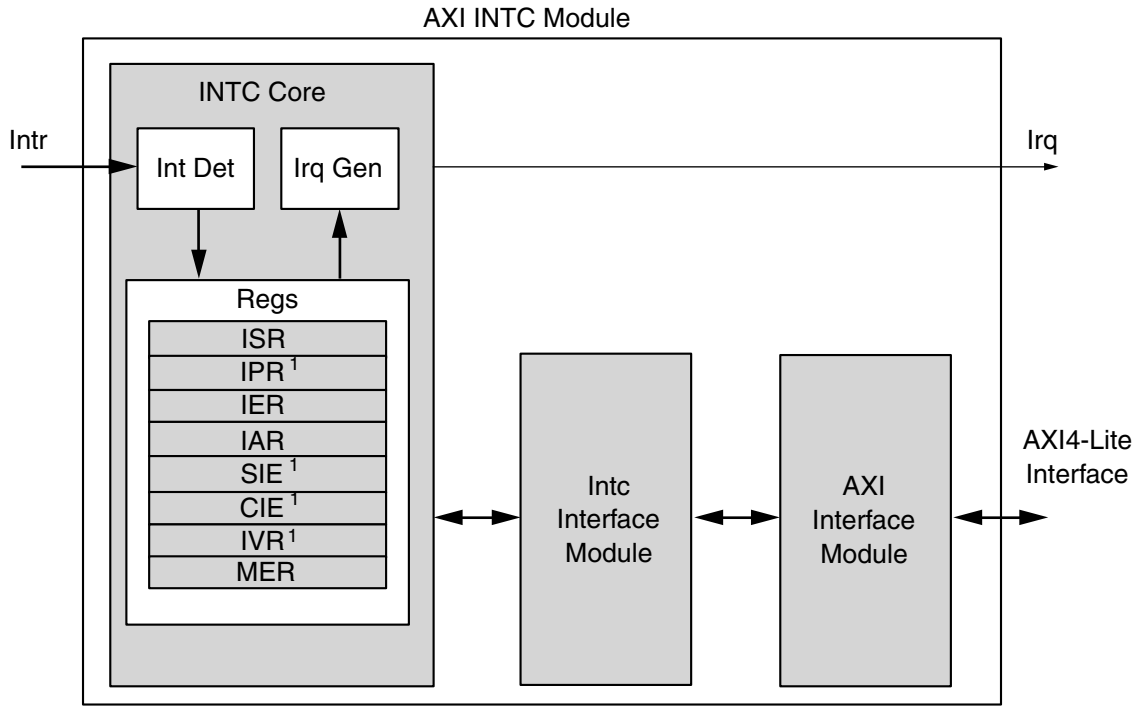 AXI INTC Module
INTC Core
Intr
Int Det
Irq Gen
Irq
Regs
ISR
IPR 1
IER
IAR
SIE 1
CIE 1
IVR 1
MER
Intc
Interface
Module
AXI
Interface
Module
AXI4-Lite
Interface